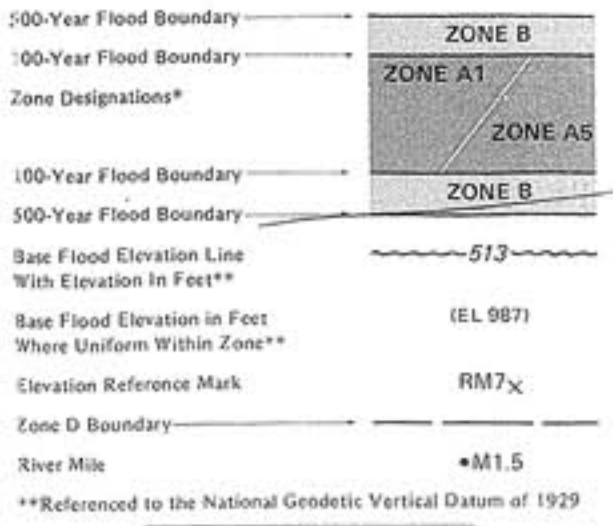 500-Year Flood Boundary
ZONE B
100-Year Flood Boundary
ZONE A1
Zone Designations*
ZONE A5
100-Year Flood Boundary
ZONE B
500-Year Flood Boundary
Base Flood Elevation Line
With Elevation In Feet**
513
Base Flood Elevation in Feet
Where Uniform Within Zone**
(EL 987)
Elevation Reference Mark
RM7×
Zone D Boundary
River Mile
•M1.5
**Referenced to the National Geodetic Vertical Datum of 1929